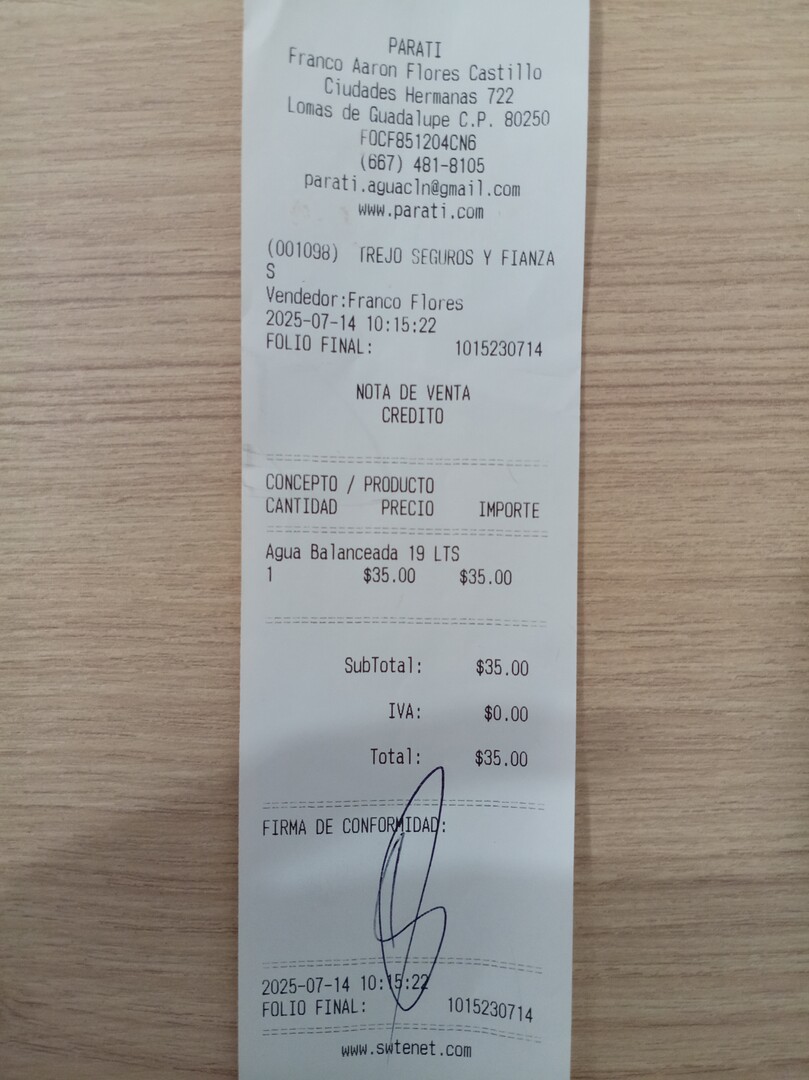 PARATI
Franco Aaron Flores Castillo
Ciudades Hermanas 722
Lomas de Guadalupe C.P. 80250
FOCF851204CN6
(667) 481-8105
parati.aguacln@gmail.com
www.parati.com
(001098) TREJO SEGUROS Y FIANZA
S
Vendedor:Franco Flores
2025-07-14 10:15:22
FOLIO FINAL: 1015230714
NOTA DE VENTA
CREDITO
CONCEPTO / PRODUCTO
CANTIDAD PRECIO IMPORTE
Agua Balanceada 19 LTS
1 $35.00 $35.00
SubTotal: $35.00
IVA: $0.00
Total: $35.00
FIRMA DE CONFORMIDAD:
2025-07-14 10:15:22
FOLIO FINAL: 1015230714
www.swtenet.com